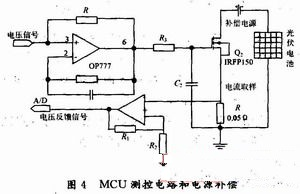 R
补偿电源
电压信号
3
2
6
OP777
R₃
Q₂
IRFP150
光伏电池
C₇
电流取样
A/D
电压反馈信号
R₁
R₂
R
0.05Ω
图 4 MCU 测控电路和电源补偿